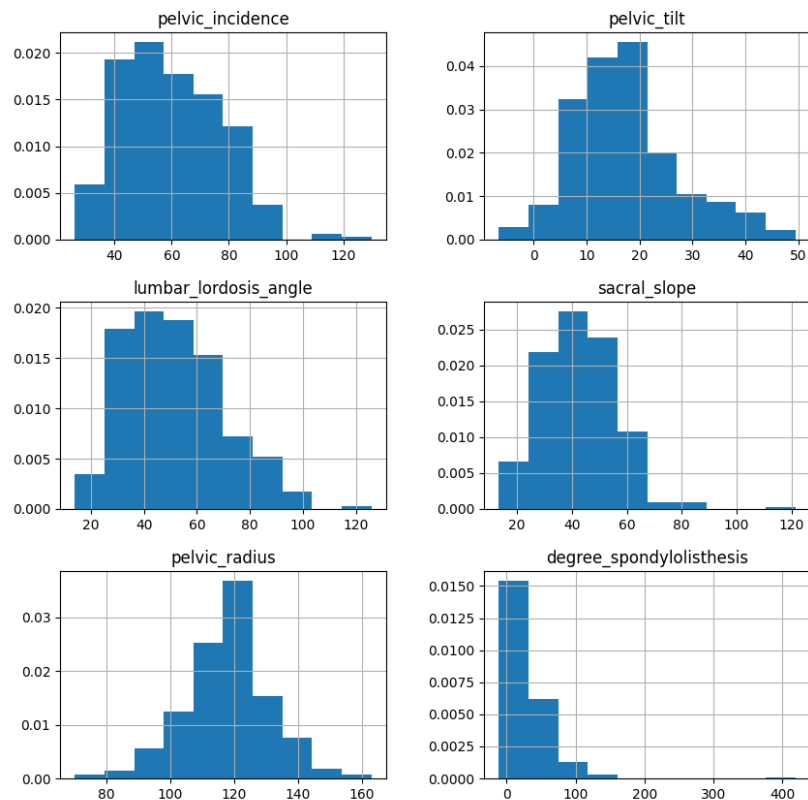 pelvic_incidence
0.020
0.015
0.010
0.005
0.000
40 60 80 100 120
pelvic_tilt
0.04
0.03
0.02
0.01
0.00
0 10 20 30 40 50
lumbar_lordosis_angle
0.020
0.015
0.010
0.005
0.000
20 40 60 80 100 120
sacral_slope
0.025
0.020
0.015
0.010
0.005
0.000
20 40 60 80 100 120
pelvic_radius
0.03
0.02
0.01
0.00
80 100 120 140 160
degree_spondylolisthesis
0.0150
0.0125
0.0100
0.0075
0.0050
0.0025
0.0000
0 100 200 300 400